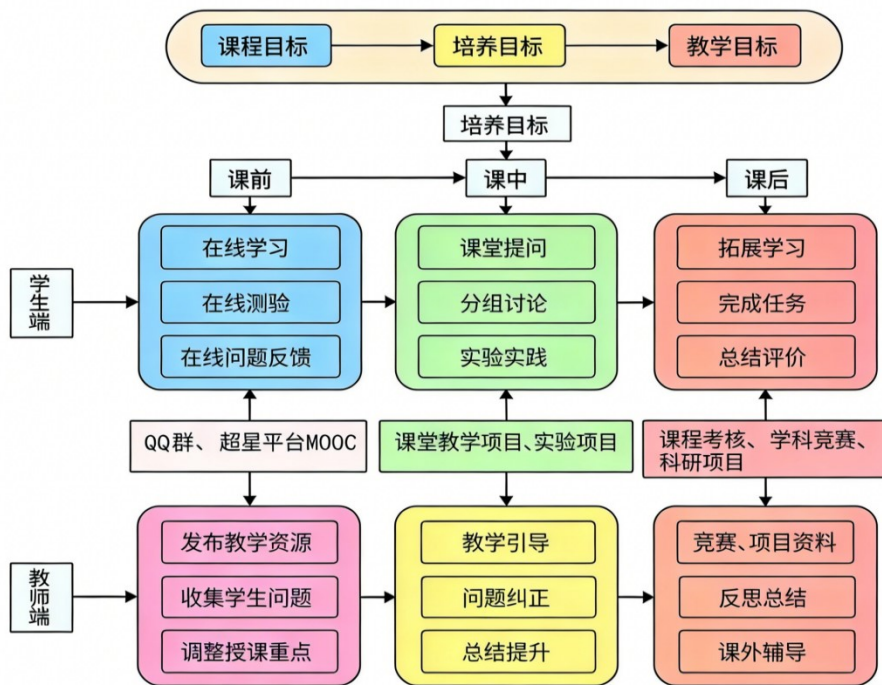 课程目标
培养目标
教学目标
培养目标
课前
课中
课后
学生端
在线学习
在线测验
在线问题反馈
课堂提问
分组讨论
实验实践
拓展学习
完成任务
总结评价
QQ群、超星平台MOOC
课堂教学项目、实验项目
课程考核、学科竞赛、
科研项目
教师端
发布教学资源
收集学生问题
调整授课重点
教学引导
问题纠正
总结提升
竞赛、项目资料
反思总结
课外辅导